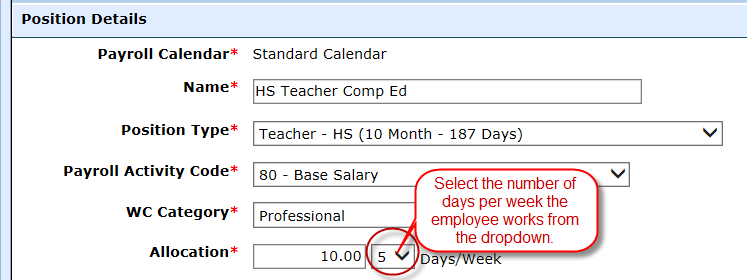 Position Details
Payroll Calendar* Standard Calendar
Name* HS Teacher Comp Ed
Position Type* Teacher - HS (10 Month - 187 Days)
Payroll Activity Code* 80 - Base Salary
WC Category* Professional
Allocation* 10.00 5 Days/Week
Select the number of
days per week the
employee works from
the dropdown.